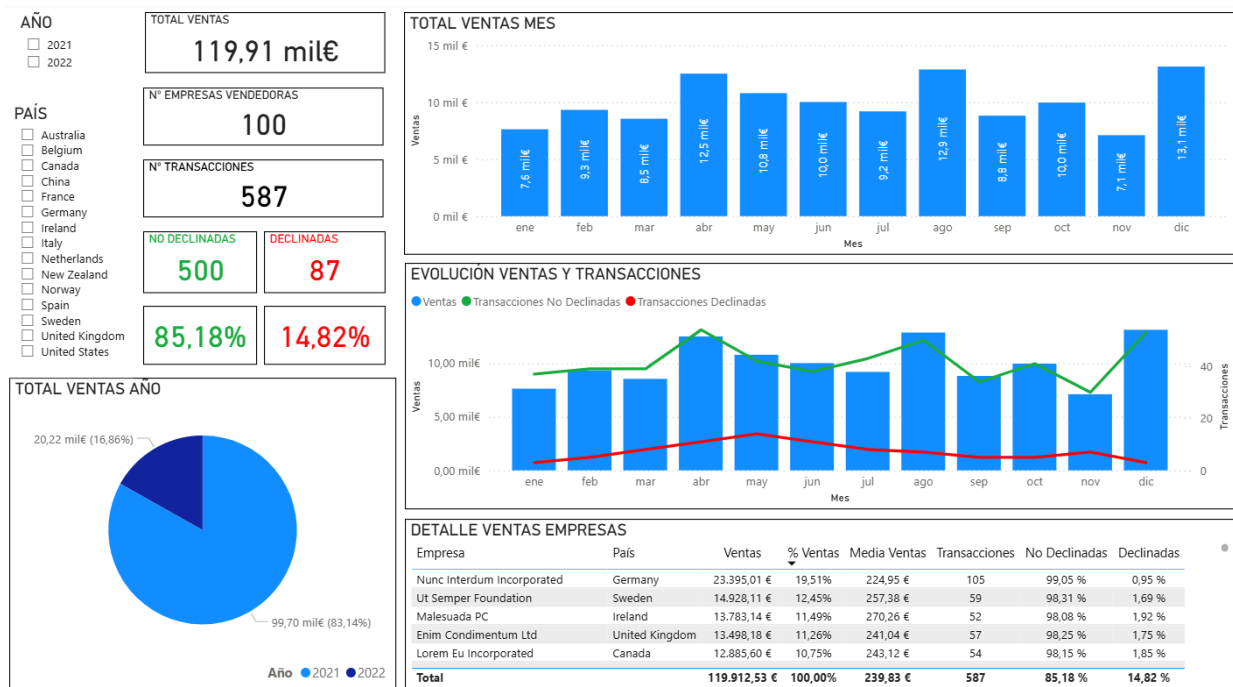 AÑO
2021
2022
PAÍS
Australia
Belgium
Canada
China
France
Germany
Ireland
Italy
Netherlands
New Zealand
Norway
Spain
Sweden
United Kingdom
United States
TOTAL VENTAS
119,91 mil€
Nº EMPRESAS VENDEDORAS
100
Nº TRANSACCIONES
587
NO DECLINADAS
500
DECLINADAS
87
85,18%
14,82%
TOTAL VENTAS MES
15 mil €
10 mil €
5 mil €
0 mil €
Ventas
7,6 mil€
9,3 mil€
8,5 mil€
12,5 mil€
10,8 mil€
10,0 mil€
9,2 mil€
12,9 mil€
8,8 mil€
10,0 mil€
7,1 mil€
13,1 mil€
ene feb mar abr may jun jul ago sep oct nov dic
Mes
EVOLUCIÓN VENTAS Y TRANSACCIONES
Ventas Transacciones No Declinadas Transacciones Declinadas
10,00 mil€
5,00 mil€
0,00 mil€
Ventas
40
20
0
Transacciones
ene feb mar abr may jun jul ago sep oct nov dic
Mes
TOTAL VENTAS AÑO
20,22 mil€ (16,86%)
99,70 mil€ (83,14%)
Año 2021 2022
DETALLE VENTAS EMPRESAS
Empresa País Ventas % Ventas Media Ventas Transacciones No Declinadas Declinadas
Nunc Interdum Incorporated Germany 23.395,01 € 19,51% 224,95 € 105 99,05 % 0,95 %
Ut Semper Foundation Sweden 14.928,11 € 12,45% 257,38 € 59 98,31 % 1,69 %
Malesuada PC Ireland 13.783,14 € 11,49% 270,26 € 52 98,08 % 1,92 %
Enim Condimentum Ltd United Kingdom 13.498,18 € 11,26% 241,04 € 57 98,25 % 1,75 %
Lorem Eu Incorporated Canada 12.885,60 € 10,75% 243,12 € 54 98,15 % 1,85 %
Total 119.912,53 € 100,00% 239,83 € 587 85,18 % 14,82 %